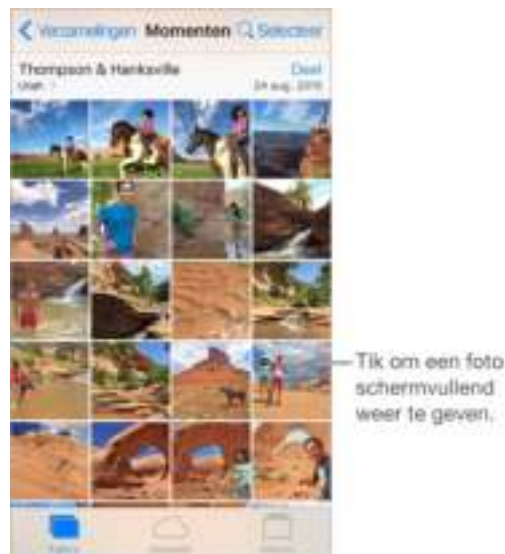 Verzamelingen Momenten Selecteer
Thompson & Hanksville Deel
Utah 24 aug. 2015
Tik om een foto
schermvullend
weer te geven.